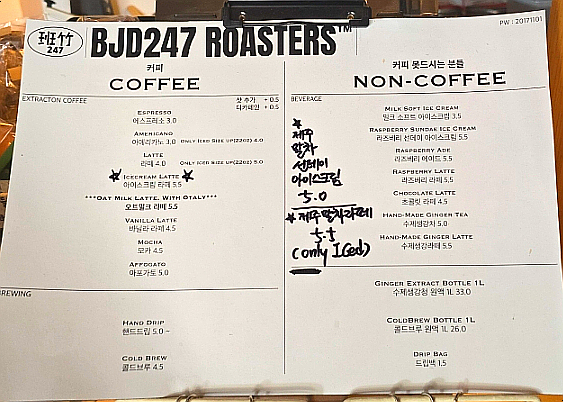 班竹
247
BJD247 ROASTERS™
PW : 20171101
커피
COFFEE
EXTRACTON COFFEE
샷 추가 + 0.5
디카페인 + 0.5
ESPRESSO
에스프레소 3.0
AMERICANO
아메리카노 3.0 ONLY ICED SIZE UP(22OZ) 4.0
LATTE
라떼 4.0 ONLY ICED SIZE UP(22OZ) 5.0
ICECREAM LATTE
아이스크림 라떼 5.5
***OAT MILK LATTE. WITH OTALY***
오트밀크 라떼 5.5
VANILLA LATTE
바닐라 라떼 4.5
MOCHA
모카 4.5
AFFOGATO
아포가토 5.0
BREWING
HAND DRIP
핸드드립 5.0 ~
COLD BREW
콜드브루 4.5
커피 못드시는 분들
NON-COFFEE
BEVERAGE
MILK SOFT ICE CREAM
밀크 소프트 아이스크림 3.5
RASPBERRY SUNDAE ICE CREAM
라즈베리 선데이 아이스크림 5.5
RASPBERRY ADE
라즈베리 에이드 5.5
RASPBERRY LATTE
라즈베리 라떼 5.5
CHOCOLATE LATTE
초콜릿 라떼 4.5
HAND-MADE GINGER TEA
수제생강차 5.0
HAND-MADE GINGER LATTE
수제생강라떼 5.5
제주
말차
선데이
아이스크림
5.0
제주말차라떼
5.5
(only ICed)
GINGER EXTRACT BOTTLE 1L
수제생강청 원액 1L 33.0
COLDBREW BOTTLE 1L
콜드브루 원액 1L 26.0
DRIP BAG
드립백 1.5